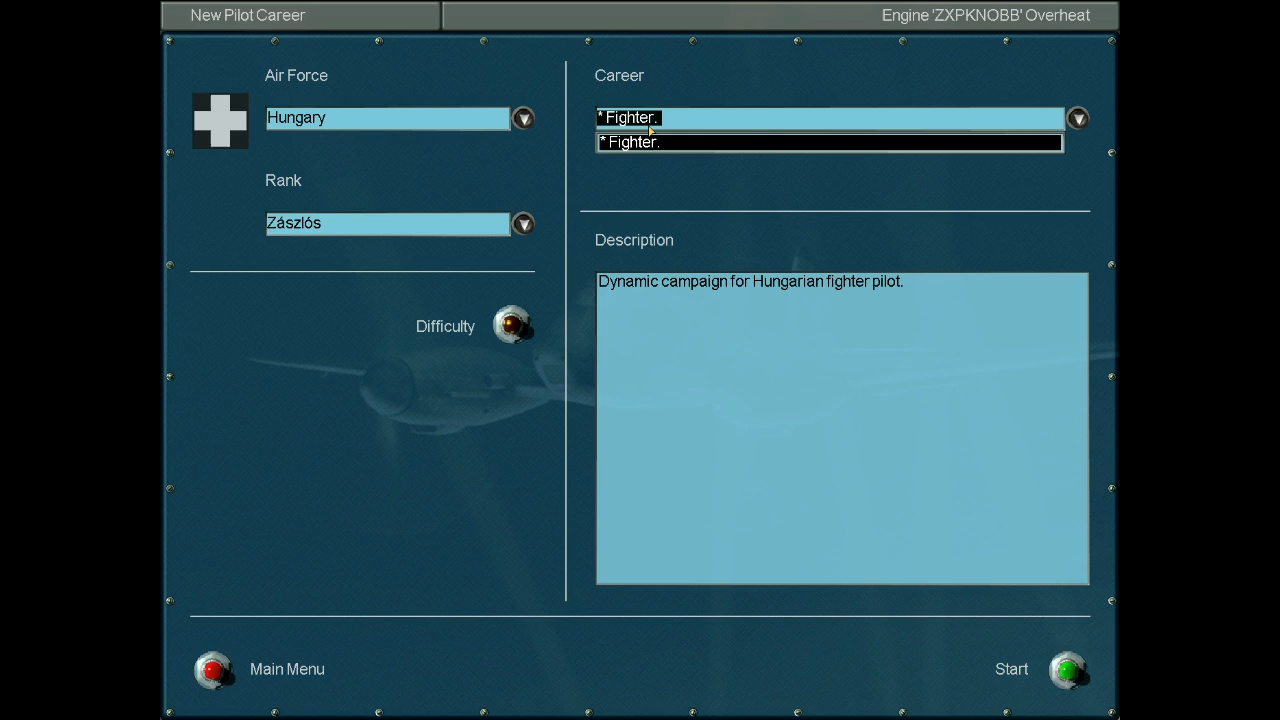 New Pilot Career
Engine 'ZXPKNOBB' Overheat
Air Force
Hungary
Rank
Zászlós
Difficulty
Career
* Fighter.
* Fighter.
Description
Dynamic campaign for Hungarian fighter pilot.
Main Menu
Start